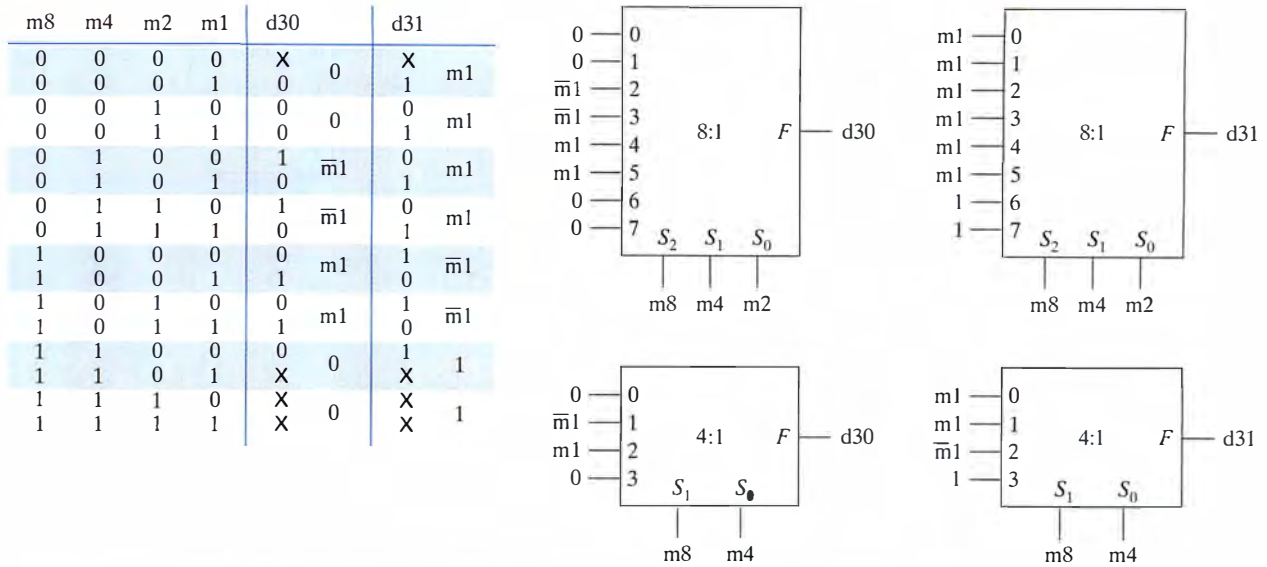 m8 m4 m2 m1 d30 d31
0 0 0 0 X X
0 m1
0 0 0 1 0 1
0 0 1 0 0 0
0 m1
0 0 1 1 0 1
0 1 0 0 1 0
m̅1 m1
0 1 0 1 0 1
0 1 1 0 1 0
m̅1 m1
0 1 1 1 0 1
1 0 0 0 0 1
m1 m̅1
1 0 0 1 1 0
1 0 1 0 0 1
m1 m̅1
1 0 1 1 1 0
1 1 0 0 0 1
0 1
1 1 0 1 X X
1 1 1 0 X X
0 1
1 1 1 1 X X
0 0
0 1
m̅1 2
m̅1 3
m1 4
m1 5
0 6
0 7
8:1 F d30
S₂ S₁ S₀
m8 m4 m2
m1 0
m1 1
m1 2
m1 3
m1 4
m1 5
1 6
1 7
8:1 F d31
S₂ S₁ S₀
m8 m4 m2
0 0
m̅1 1
m1 2
0 3
4:1 F d30
S₁ S₀
m8 m4
m1 0
m1 1
m̅1 2
1 3
4:1 F d31
S₁ S₀
m8 m4